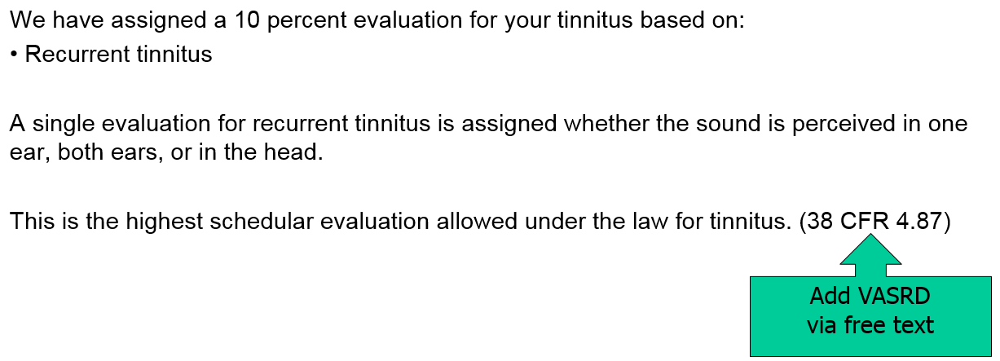 We have assigned a 10 percent evaluation for your tinnitus based on:
• Recurrent tinnitus
A single evaluation for recurrent tinnitus is assigned whether the sound is perceived in one
ear, both ears, or in the head.
This is the highest schedular evaluation allowed under the law for tinnitus. (38 CFR 4.87)
Add VASRD
via free text